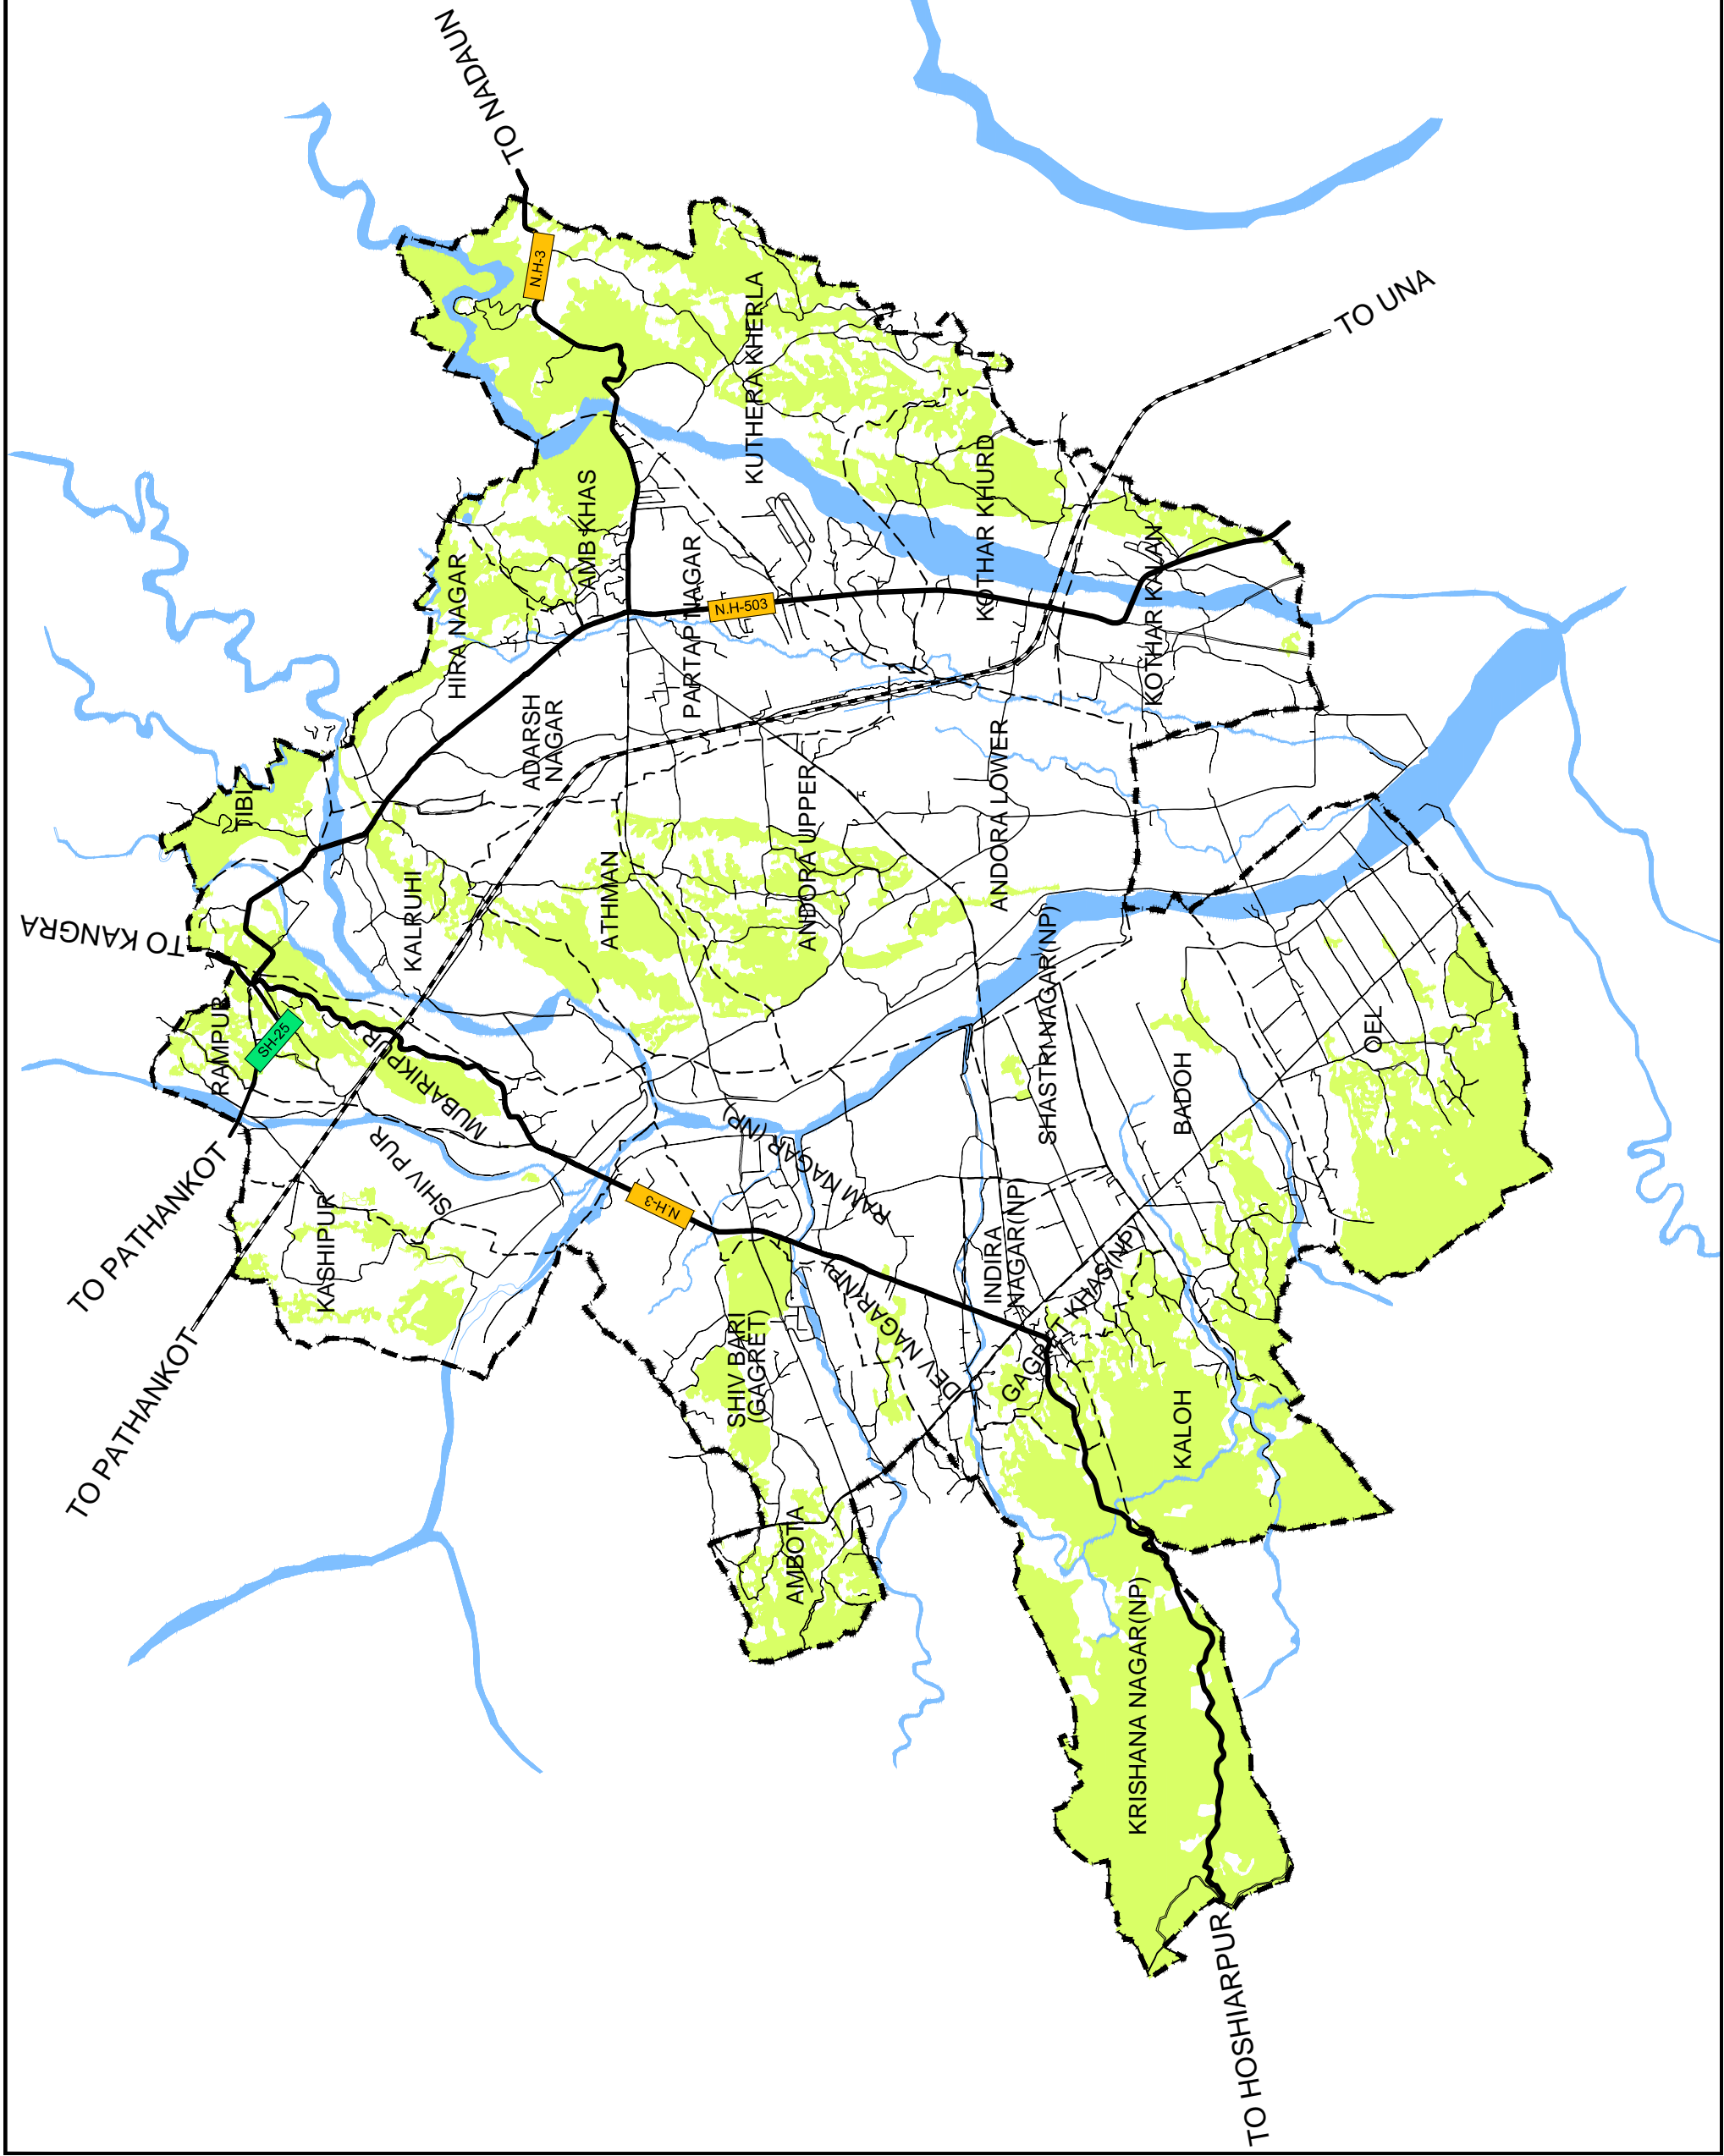 TO NADAUN
N.H-3
TO UNA
KUTHERA KHERLA
AMB KHAS
KOTHAR KHURD
HIRA NAGAR
PARTAP NAGAR
N.H-503
KOTHAR KALAN
ADARSH
NAGAR
TIBI
ANDORA LOWER
ANDORA UPPER
ATHMAN
KALRUHI
TO KANGRA
RAMPUR
SH-25
MUBARIKPUR
SHASTRI NAGAR(NP)
OEL
BADOH
TO PATHANKOT
SHIV PUR
RAM NAGAR (NP)
KASHIPUR
N.H-3
INDIRA
NAGAR(NP)
GAGRET KHAS(NP)
DEV NAGAR(NP)
SHIV BARI
(GAGRET)
TO PATHANKOT
KALOH
AMBOTA
KRISHANA NAGAR(NP)
TO HOSHIARPUR